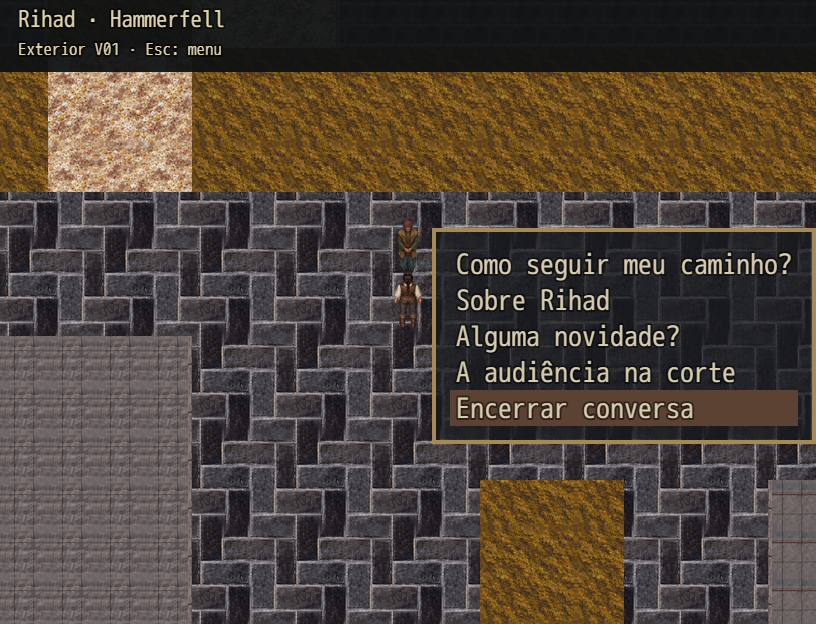 Rihad · Hammerfell
Exterior V01 · Esc: menu
Como seguir meu caminho?
Sobre Rihad
Alguma novidade?
A audiência na corte
Encerrar conversa